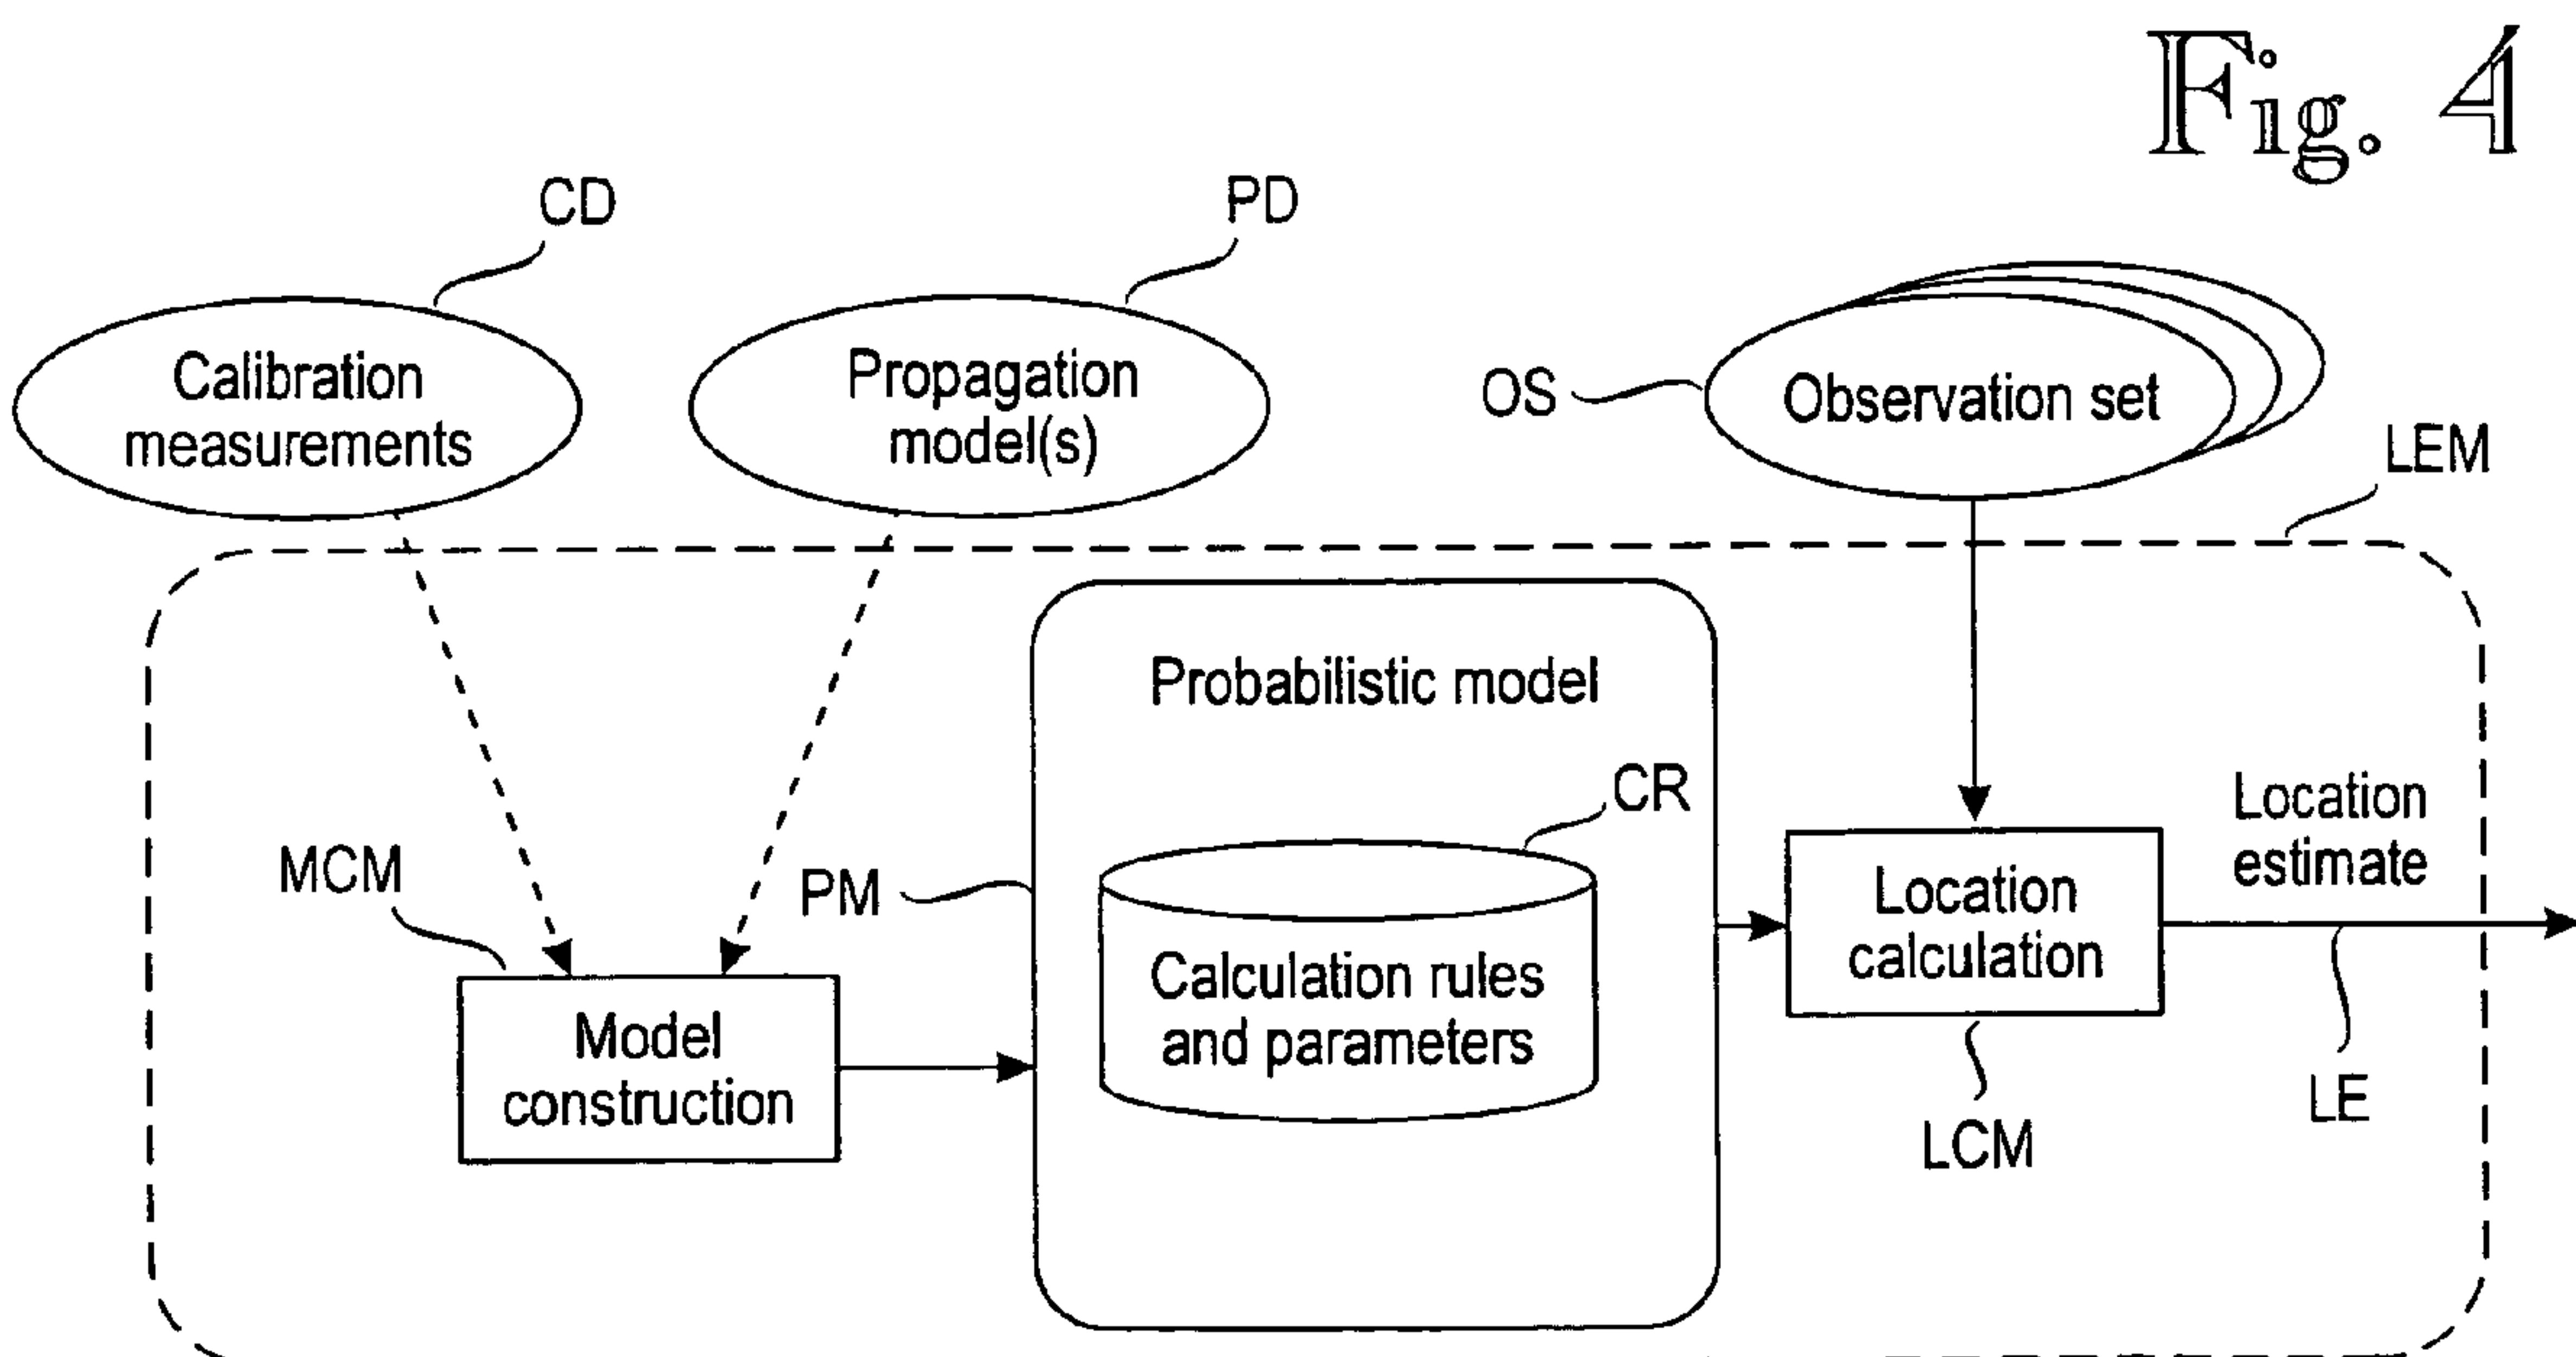 Fig. 4
CD
PD
Calibration
measurements
Propagation
model(s)
OS
Observation set
LEM
Probabilistic model
CR
Location
estimate
MCM
PM
Location
calculation
Calculation rules
and parameters
Model
construction
LE
LCM